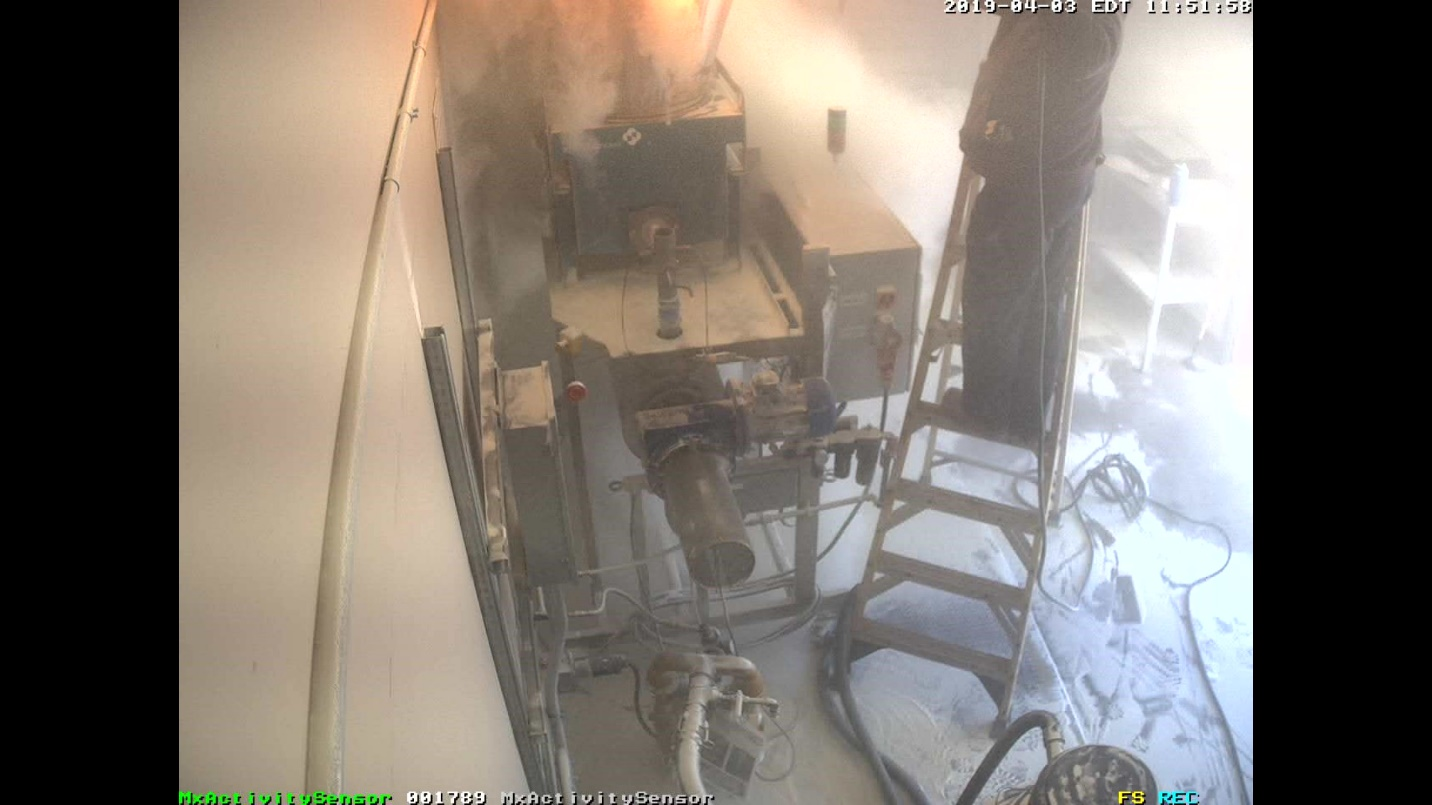 2019-04-03 EDT 11:51:58
MxActivitySensor 001789 MxActivitySensor FS REC